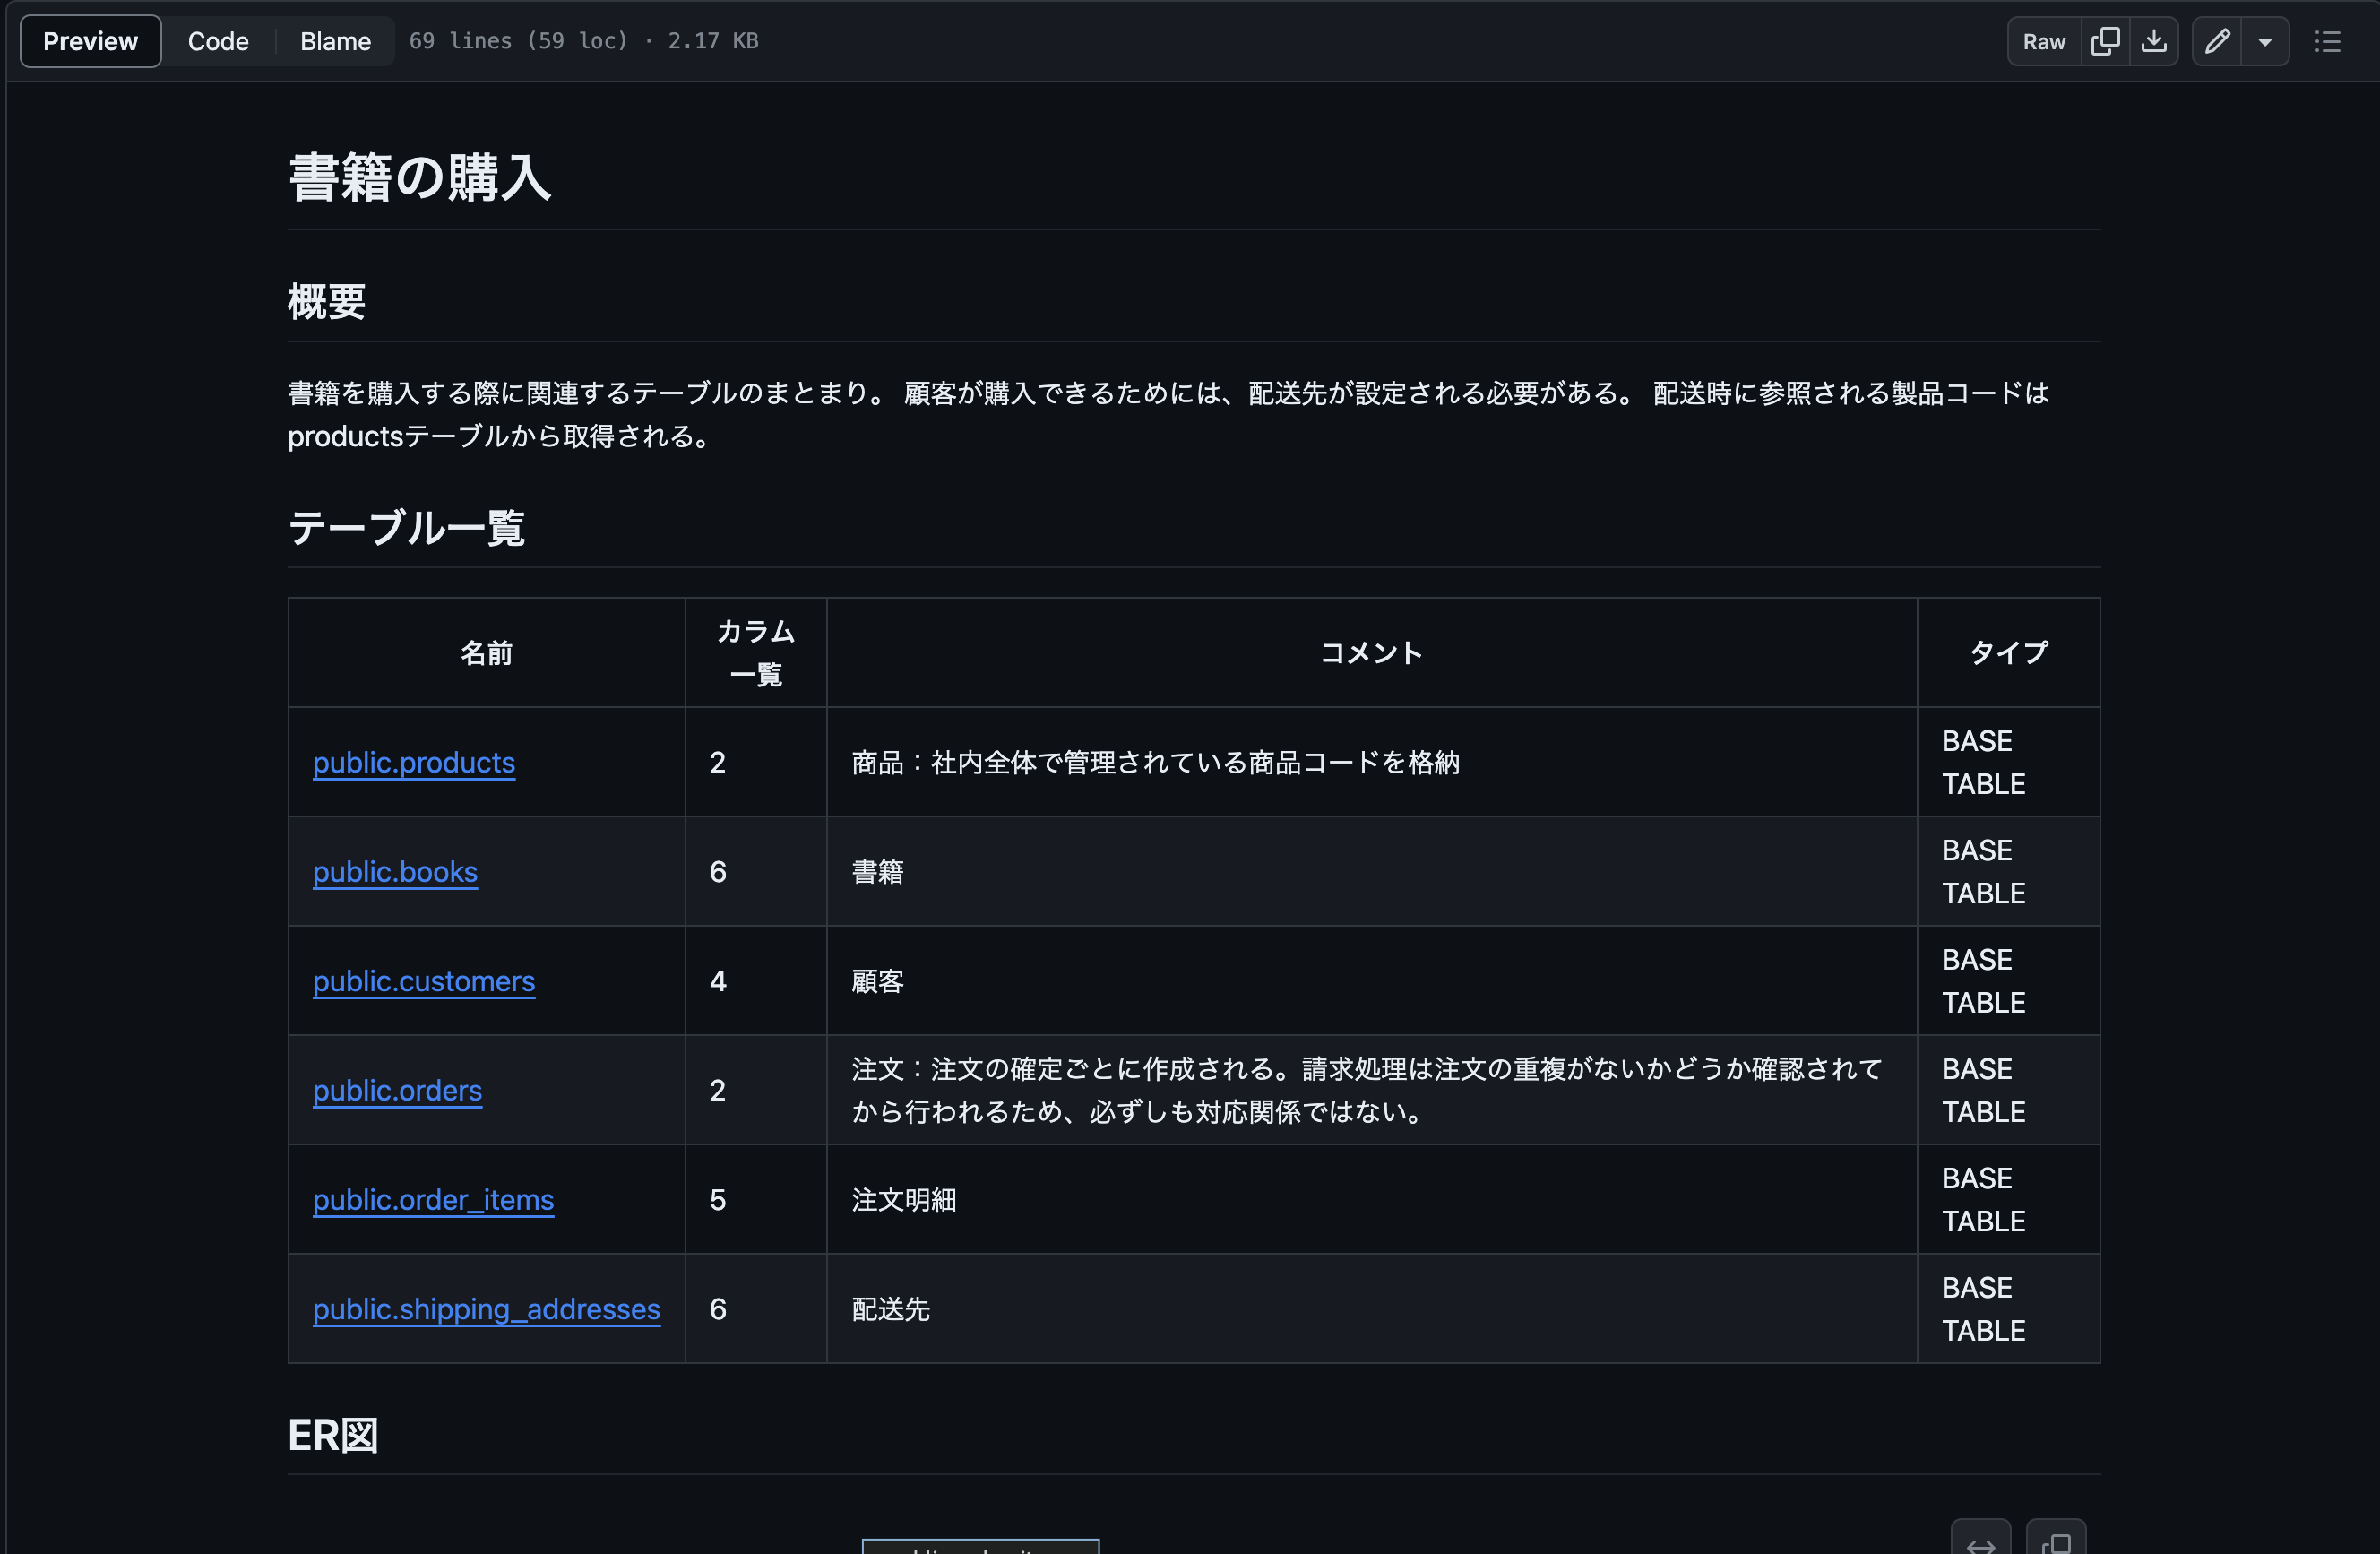 Preview Code Blame 69 lines (59 loc) · 2.17 KB Raw
書籍の購入
概要
書籍を購入する際に関連するテーブルのまとまり。 顧客が購入できるためには、配送先が設定される必要がある。 配送時に参照される製品コードは
productsテーブルから取得される。
テーブル一覧
名前 カラム一覧 コメント タイプ
public.products 2 商品：社内全体で管理されている商品コードを格納 BASE TABLE
public.books 6 書籍 BASE TABLE
public.customers 4 顧客 BASE TABLE
public.orders 2 注文：注文の確定ごとに作成される。請求処理は注文の重複がないかどうか確認されて
から行われるため、必ずしも対応関係ではない。 BASE TABLE
public.order_items 5 注文明細 BASE TABLE
public.shipping_addresses 6 配送先 BASE TABLE
ER図